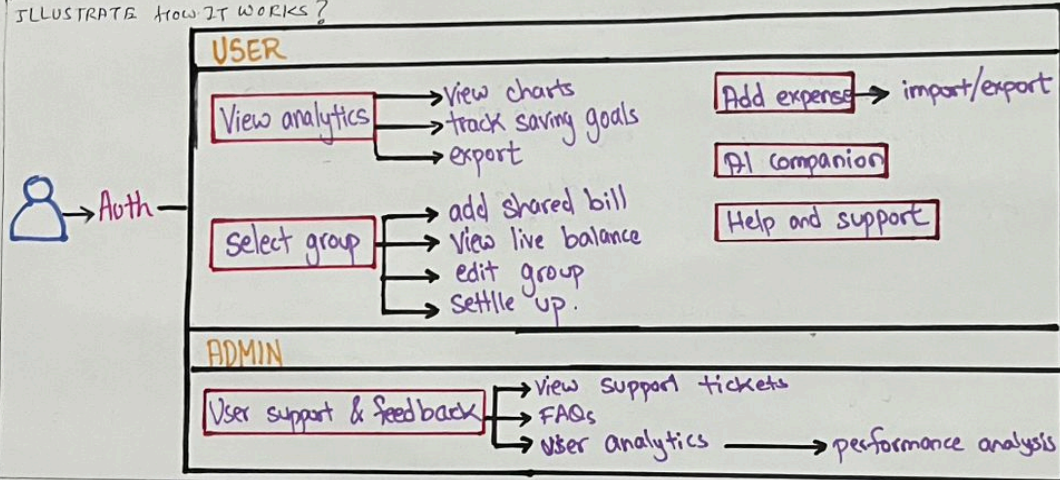 ILLUSTRATE HOW IT WORKS?
USER
View analytics
View charts
track saving goals
export
Add expense
import/export
AI companion
Help and support
Auth
Select group
add shared bill
View live balance
edit group
Settlle up.
ADMIN
User support & feedback
View support tickets
FAQs
User analytics
performance analysis